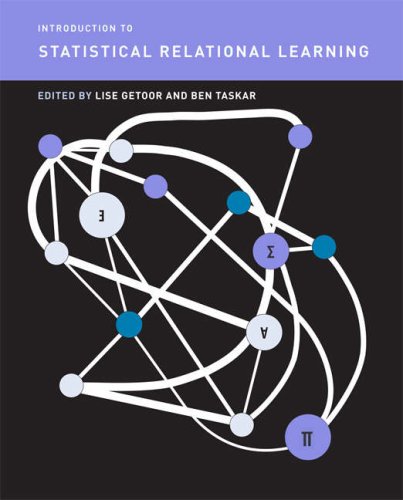 INTRODUCTION TO
STATISTICAL RELATIONAL LEARNING
EDITED BY LISE GETOOR AND BEN TASKAR
∃
Σ
∀
Π